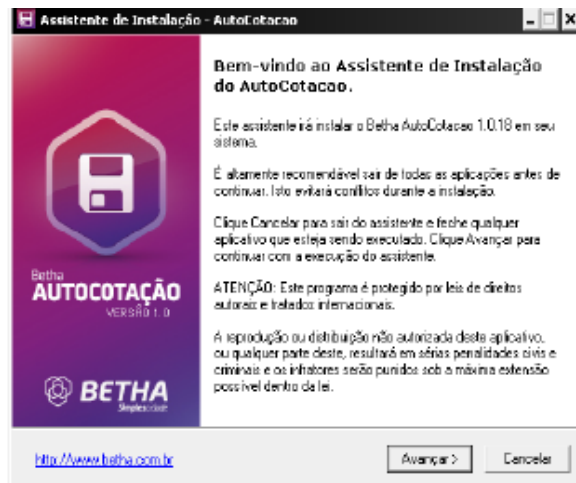 Assistente de Instalação - AutoCotacao
Bem-vindo ao Assistente de Instalação
do AutoCotacao.
Este assistente irá instalar o Betha AutoCotacao 1.0.18 em seu
sistema.
É altamente recomendável sair de todas as aplicações antes de
continuar. Isto evitará conflitos durante a instalação.
Clique Cancelar para sair do assistente e feche qualquer
aplicativo que esteja sendo executado. Clique Avançar para
continuar com a execução do assistente.
ATENÇÃO: Este programa é protegido por leis de direitos
autorais e tratados internacionais.
A reprodução ou distribuição não autorizada deste aplicativo,
ou qualquer parte deste, resultará em sérias penalidades civis e
criminais e os infratores serão punidos sob a máxima extensão
possível dentro da lei.
Betha
AUTOCOTAÇÃO
VERSÃO 1.0
BETHA
Simplescidade
http://www.betha.com.br
Avançar >
Cancelar